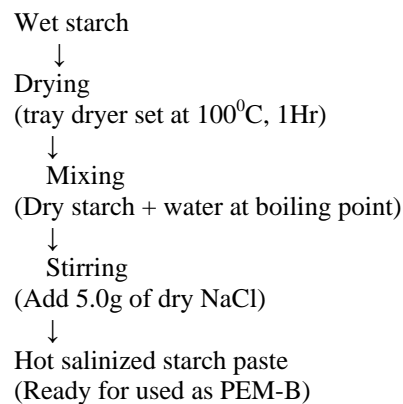 Wet starch
↓
Drying
(tray dryer set at 100⁰C, 1Hr)
↓
Mixing
(Dry starch + water at boiling point)
↓
Stirring
(Add 5.0g of dry NaCl)
↓
Hot salinized starch paste
(Ready for used as PEM-B)